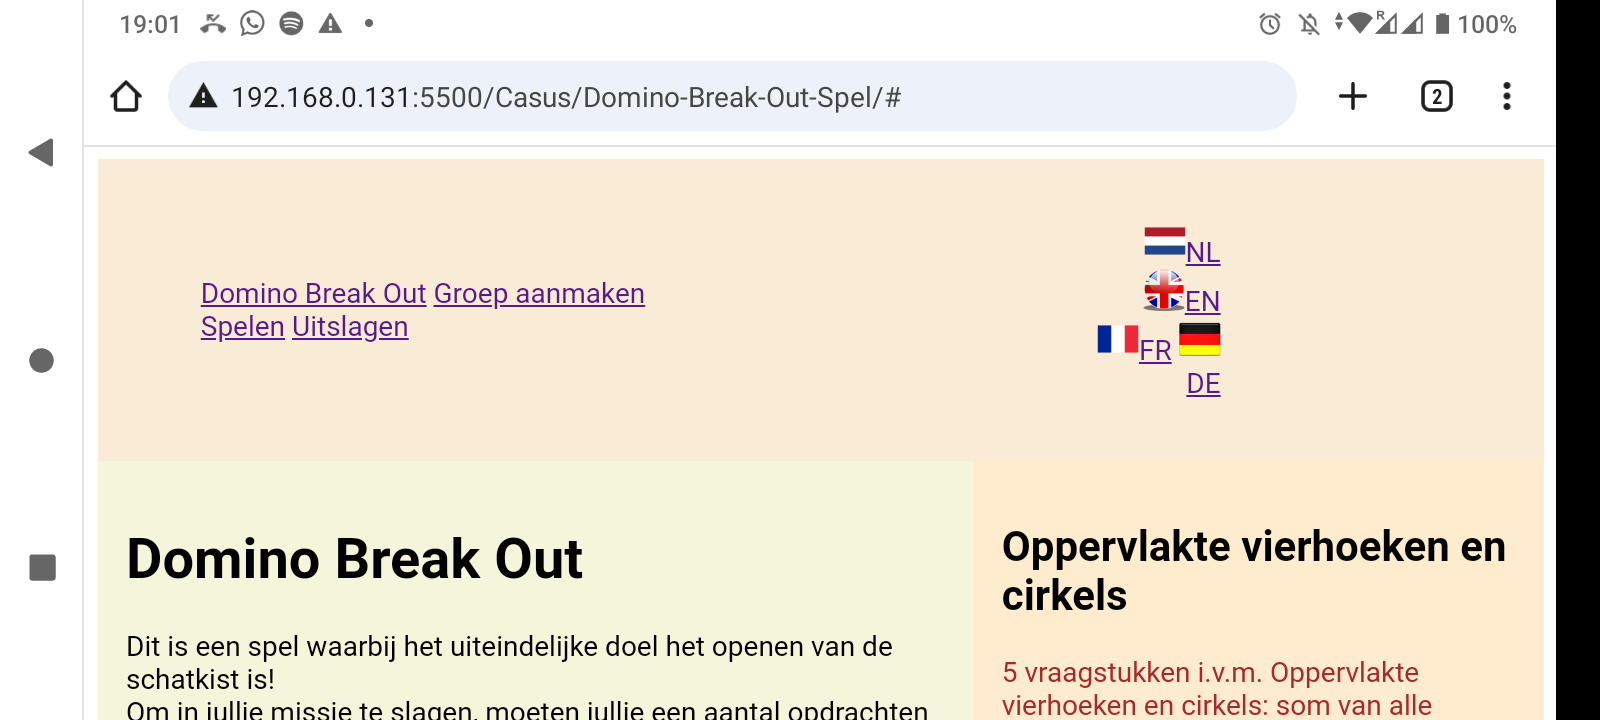 19:01
R
100%
192.168.0.131:5500/Casus/Domino-Break-Out-Spel/#
2
Domino Break Out Groep aanmaken
Spelen Uitslagen
NL
EN
FR
DE
Domino Break Out
Dit is een spel waarbij het uiteindelijke doel het openen van de
schatkist is!
Om in jullie missie te slagen, moeten jullie een aantal opdrachten
Oppervlakte vierhoeken en
cirkels
5 vraagstukken i.v.m. Oppervlakte
vierhoeken en cirkels: som van alle